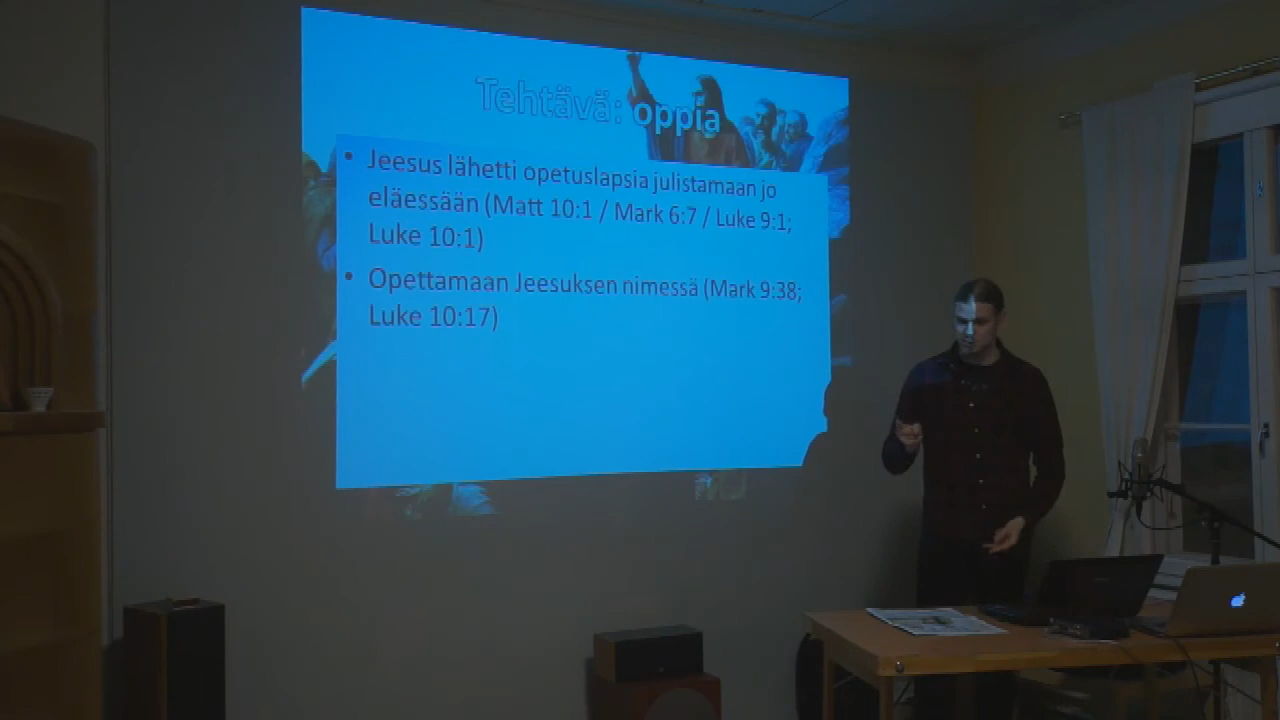 Tehtävä: oppia
• Jeesus lähetti opetuslapsia julistamaan jo
eläessään (Matt 10:1 / Mark 6:7 / Luke 9:1;
Luke 10:1)
• Opettamaan Jeesuksen nimessä (Mark 9:38;
Luke 10:17)